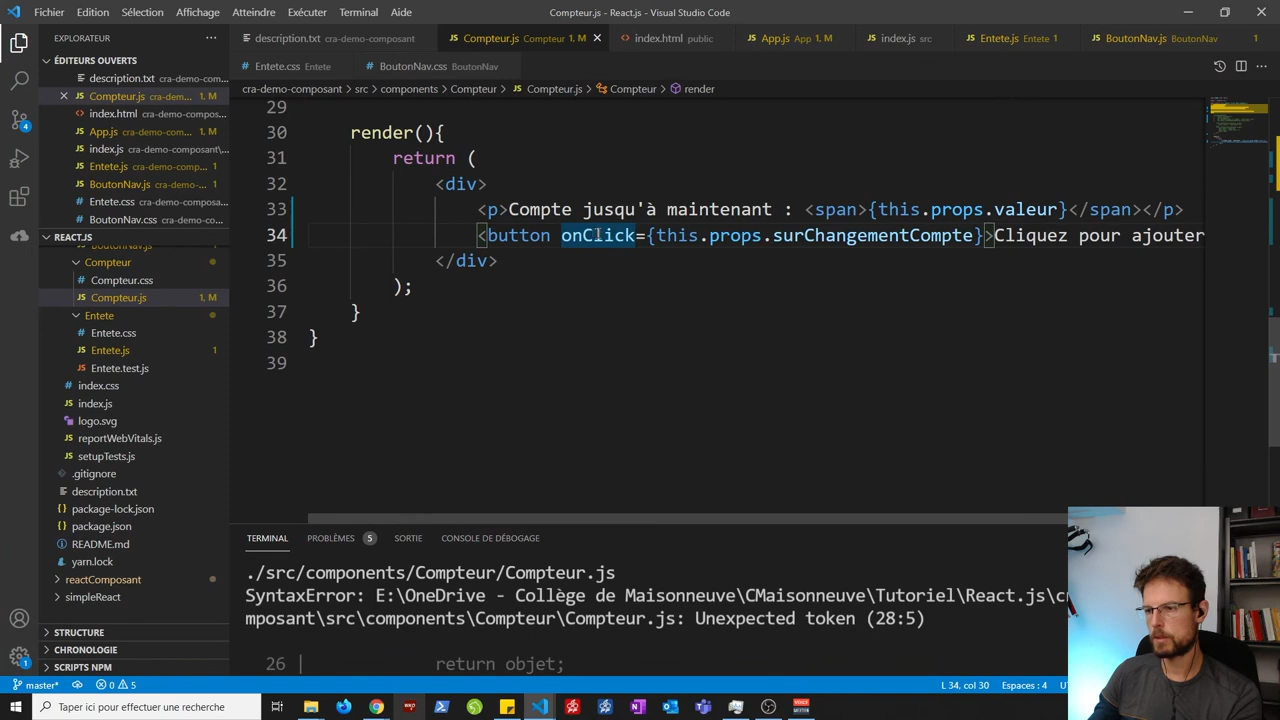 Fichier Edition Sélection Affichage Atteindre Exécuter Terminal Aide
Compteur.js - React.js - Visual Studio Code
EXPLORATEUR
ÉDITEURS OUVERTS
description.txt cra-demo-com...
Compteur.js cra-dem... 1, M
index.html cra-demo-compos...
App.js cra-demo-compo... 1, M
index.js cra-demo-composant\...
Entete.js cra-demo-comp... 1
BoutonNav.js cra-demo-... 1
Entete.css cra-demo-compos...
BoutonNav.css cra-demo-co...
REACT.JS
BoutonNav.js
Compteur
Compteur.css
Compteur.js 1, M
Entete
Entete.css
Entete.js 1
Entete.test.js
index.css
index.js
logo.svg
reportWebVitals.js
setupTests.js
.gitignore
description.txt
package-lock.json
package.json
README.md
yarn.lock
reactComposant
simpleReact
STRUCTURE
CHRONOLOGIE
SCRIPTS NPM
description.txt cra-demo-composant
Compteur.js Compteur 1, M
index.html public
App.js App 1, M
index.js src
Entete.js Entete 1
BoutonNav.js BoutonNav 1
Entete.css Entete
BoutonNav.css BoutonNav
cra-demo-composant > src > components > Compteur > Compteur.js > Compteur > render
29
30 render(){
31 return (
32 <div>
33 <p>Compte jusqu'à maintenant : <span>{this.props.valeur}</span></p>
34 <button onClick={this.props.surChangementCompte}>Cliquez pour ajouter
35 </div>
36 );
37 }
38 }
39
TERMINAL PROBLÈMES 5 SORTIE CONSOLE DE DÉBOGAGE
./src/components/Compteur/Compteur.js
SyntaxError: E:\OneDrive - Collège de Maisonneuve\CMaisonneuve\Tutoriel\React.js\c
mposant\src\components\Compteur\Compteur.js: Unexpected token (28:5)
26 | return objet;
master* 0 5
L 34, col 30 Espaces : 4
Taper ici pour effectuer une recherche